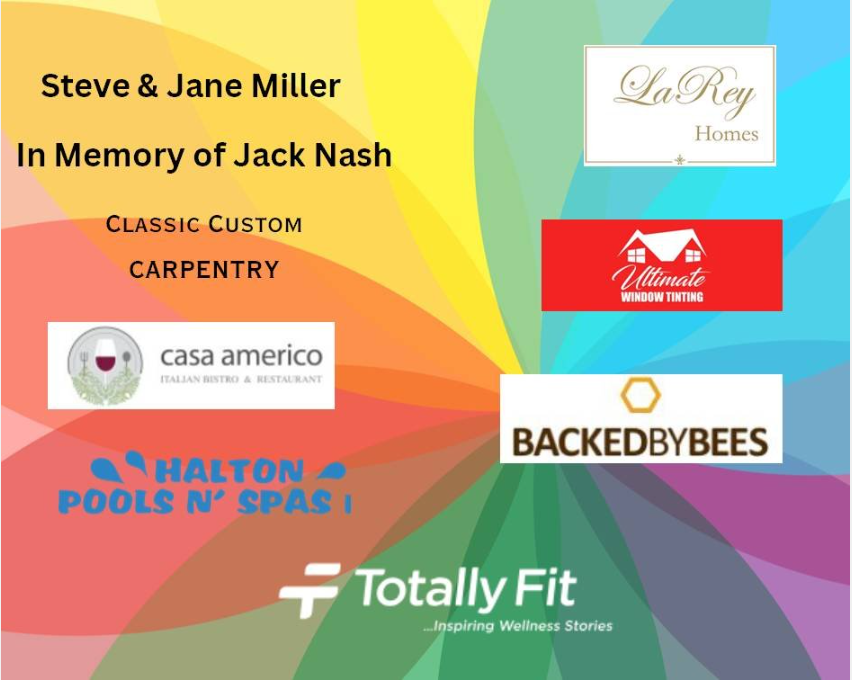 Steve & Jane Miller
In Memory of Jack Nash
CLASSIC CUSTOM
CARPENTRY
casa americo
ITALIAN BISTRO & RESTAURANT
HALTON
POOLS N' SPAS I
LaRey
Homes
Ultimate
WINDOW TINTING
BACKEDBYBEES
Totally Fit
...Inspiring Wellness Stories